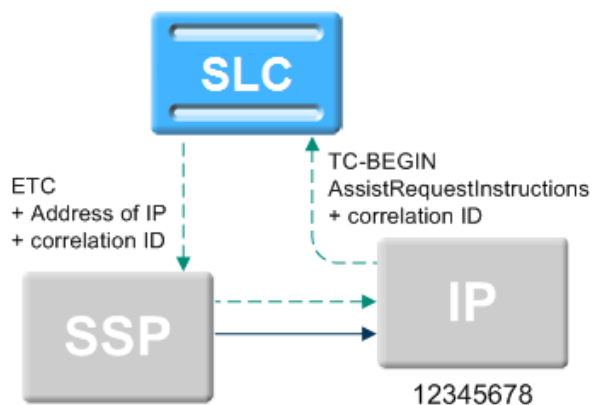 SLC
ETC
+ Address of IP
+ correlation ID
TC-BEGIN
AssistRequestInstructions
+ correlation ID
SSP
IP
12345678